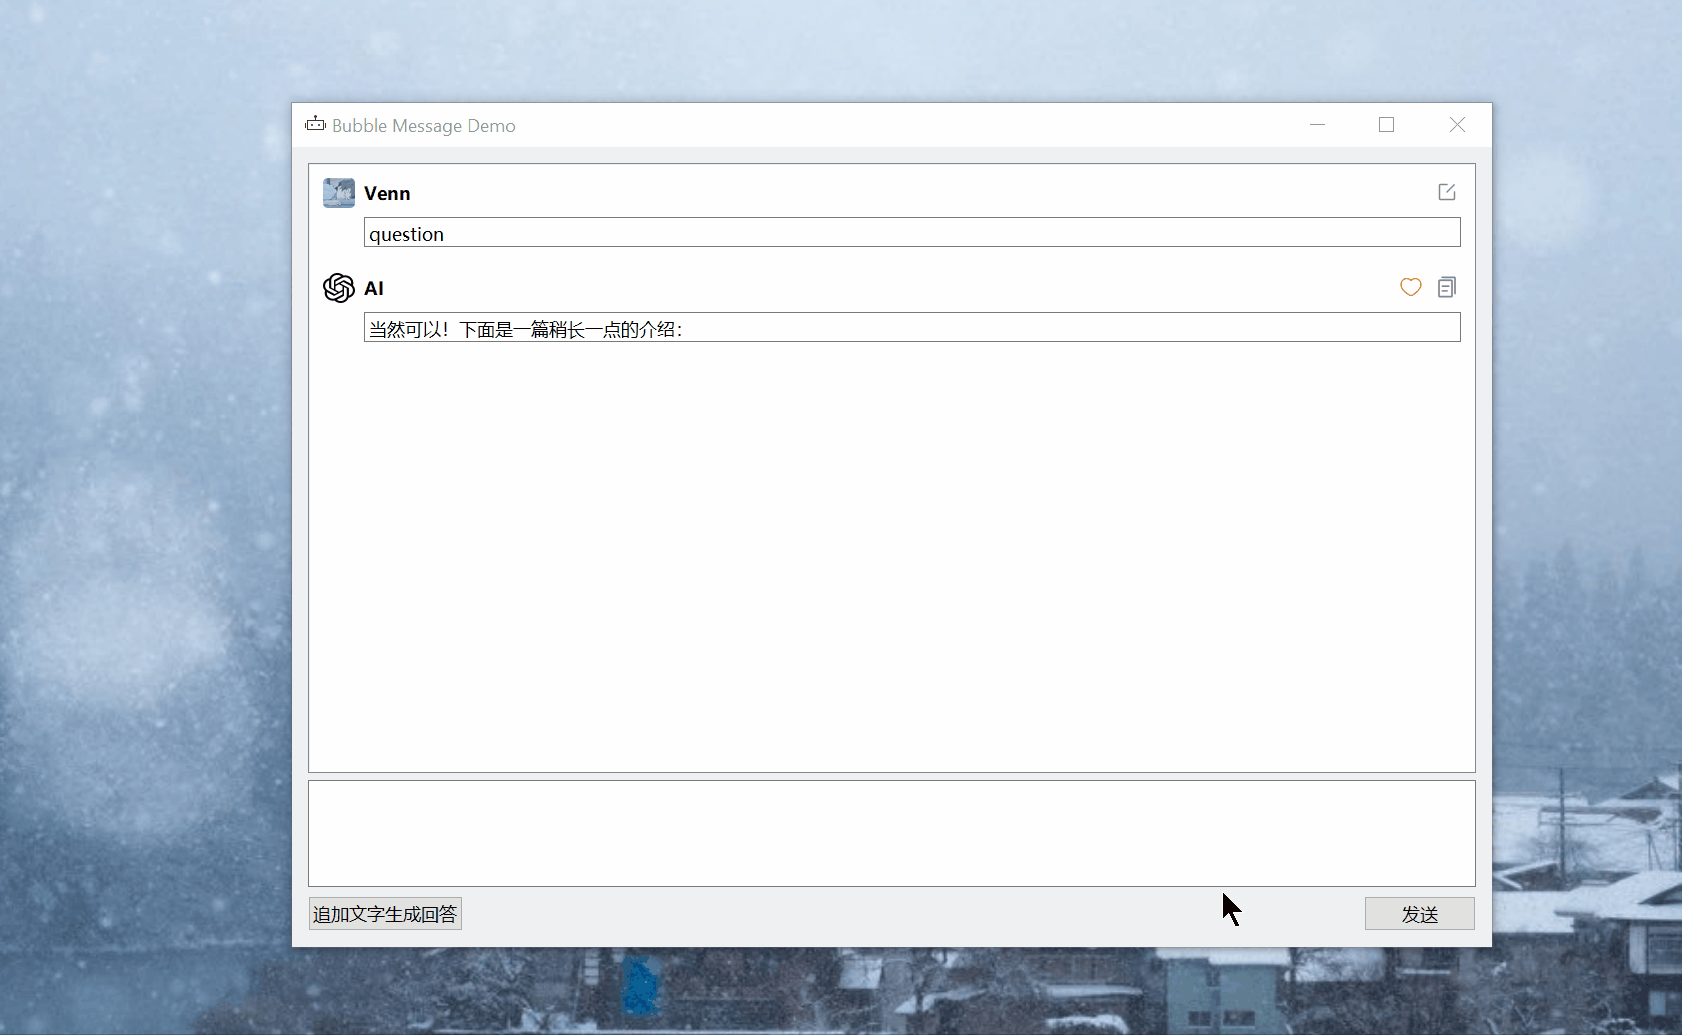 Bubble Message Demo
Venn
question
AI
当然可以！下面是一篇稍长一点的介绍：
追加文字生成回答
发送